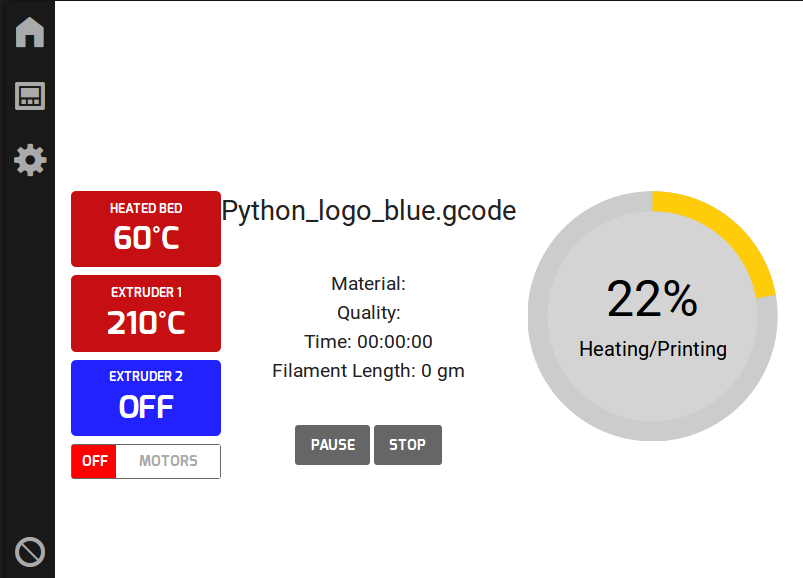 HEATED BED
60°C
EXTRUDER 1
210°C
EXTRUDER 2
OFF
OFF MOTORS
Python_logo_blue.gcode
Material:
Quality:
Time: 00:00:00
Filament Length: 0 gm
PAUSE STOP
22%
Heating/Printing